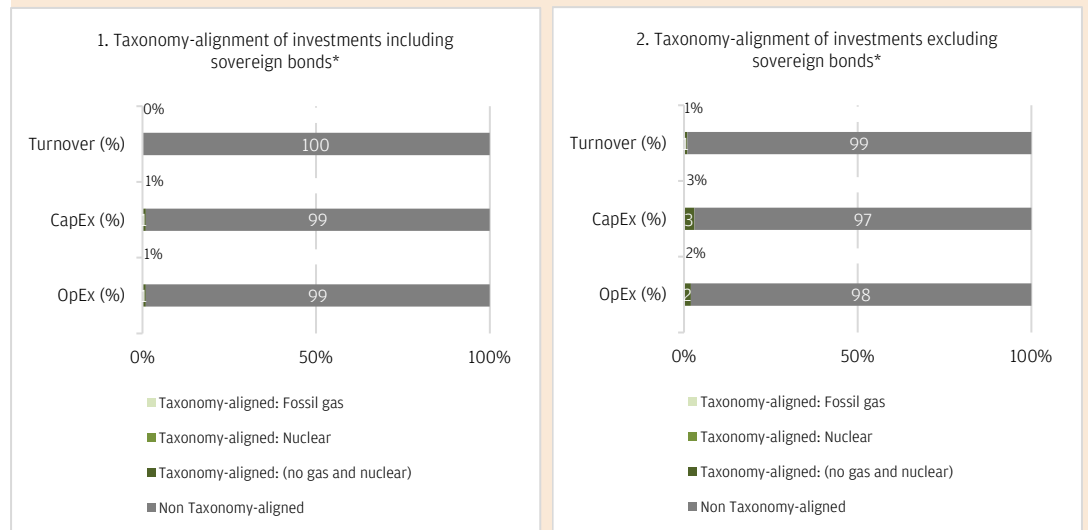 1. Taxonomy-alignment of investments including
sovereign bonds*
0%
Turnover (%)
100
1%
CapEx (%)
1
99
1%
OpEx (%)
1
99
0%
50%
100%
Taxonomy-aligned: Fossil gas
Taxonomy-aligned: Nuclear
Taxonomy-aligned: (no gas and nuclear)
Non Taxonomy-aligned
2. Taxonomy-alignment of investments excluding
sovereign bonds*
1%
Turnover (%)
1
99
3%
CapEx (%)
3
97
2%
OpEx (%)
2
98
0%
50%
100%
Taxonomy-aligned: Fossil gas
Taxonomy-aligned: Nuclear
Taxonomy-aligned: (no gas and nuclear)
Non Taxonomy-aligned